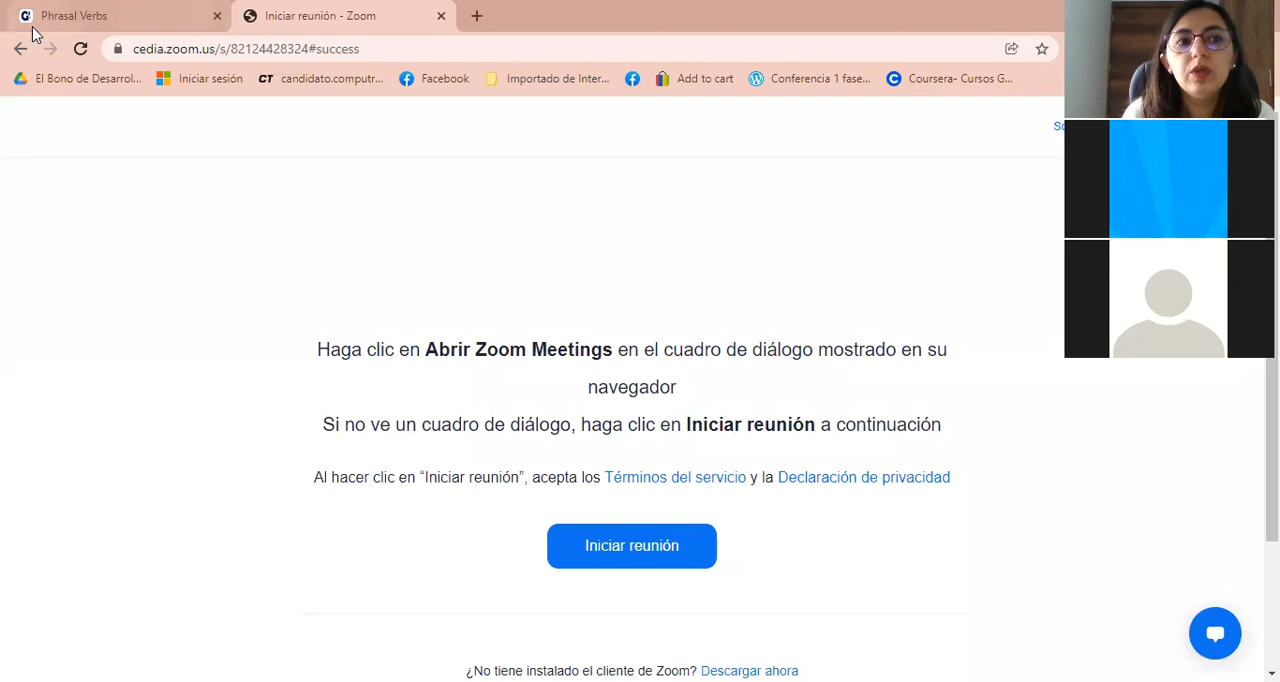 Phrasal Verbs
Iniciar reunión - Zoom
cedia.zoom.us/s/82124428324#success
El Bono de Desarrol...
Iniciar sesión
CT candidato.computr...
Facebook
Importado de Inter...
Add to cart
Conferencia 1 fase...
Coursera- Cursos G...
Haga clic en Abrir Zoom Meetings en el cuadro de diálogo mostrado en su
navegador
Si no ve un cuadro de diálogo, haga clic en Iniciar reunión a continuación
Al hacer clic en “Iniciar reunión”, acepta los Términos del servicio y la Declaración de privacidad
Iniciar reunión
¿No tiene instalado el cliente de Zoom? Descargar ahora